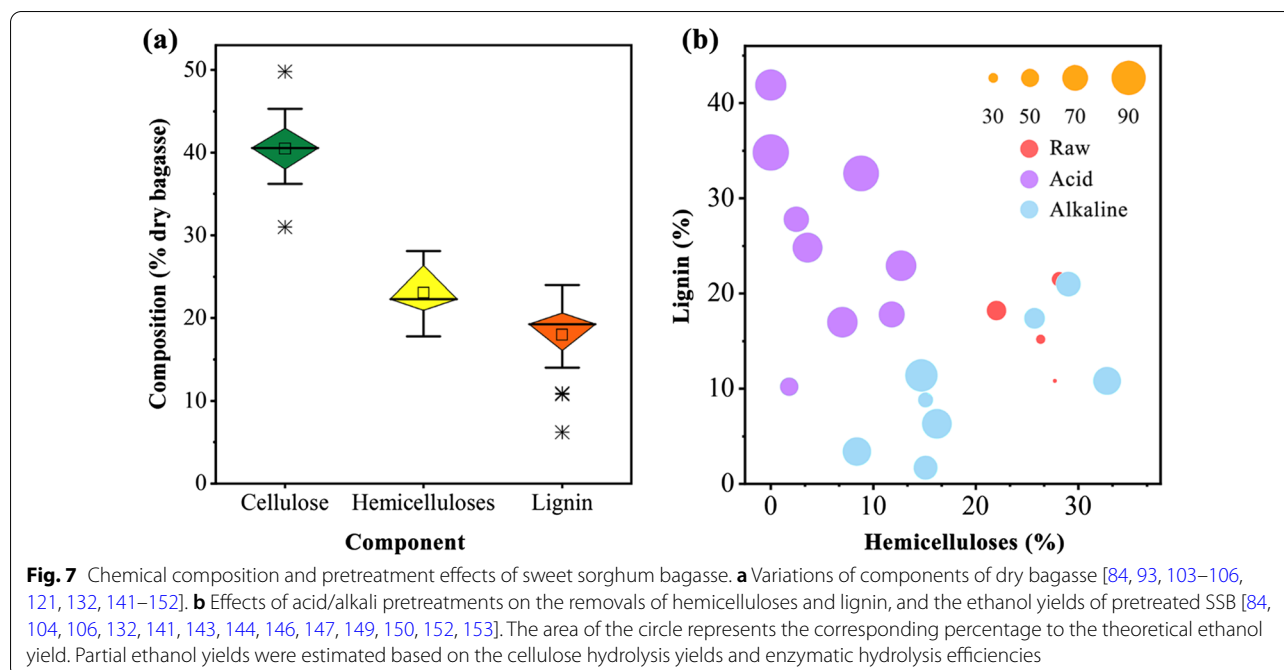 (a)
50
40
30
20
10
0
Composition (% dry bagasse)
Cellulose
Hemicelluloses
Lignin
Component
(b)
40
30
20
10
0
Lignin (%)
30 50 70 90
Raw
Acid
Alkaline
0 10 20 30
Hemicelluloses (%)
Fig. 7 Chemical composition and pretreatment effects of sweet sorghum bagasse. a Variations of components of dry bagasse [84, 93, 103–106,
121, 132, 141–152]. b Effects of acid/alkali pretreatments on the removals of hemicelluloses and lignin, and the ethanol yields of pretreated SSB [84,
104, 106, 132, 141, 143, 144, 146, 147, 149, 150, 152, 153]. The area of the circle represents the corresponding percentage to the theoretical ethanol
yield. Partial ethanol yields were estimated based on the cellulose hydrolysis yields and enzymatic hydrolysis efficiencies